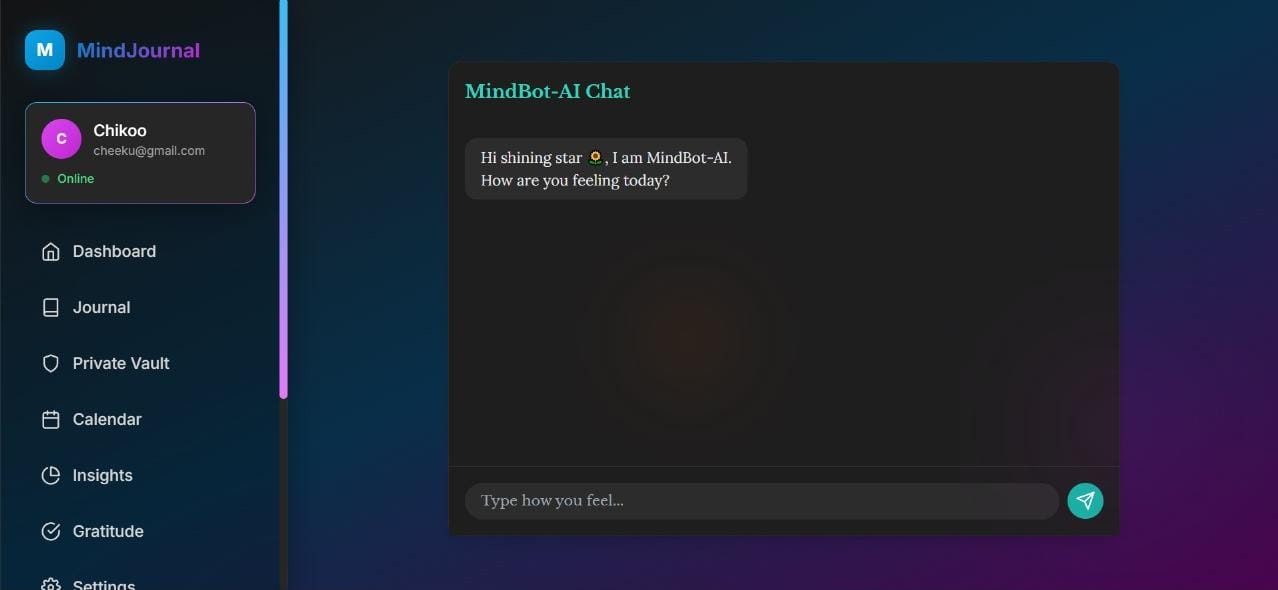 M MindJournal
C
Chikoo
cheeku@gmail.com
Online
Dashboard
Journal
Private Vault
Calendar
Insights
Gratitude
Settings
MindBot-AI Chat
Hi shining star 🌻, I am MindBot-AI.
How are you feeling today?
Type how you feel...